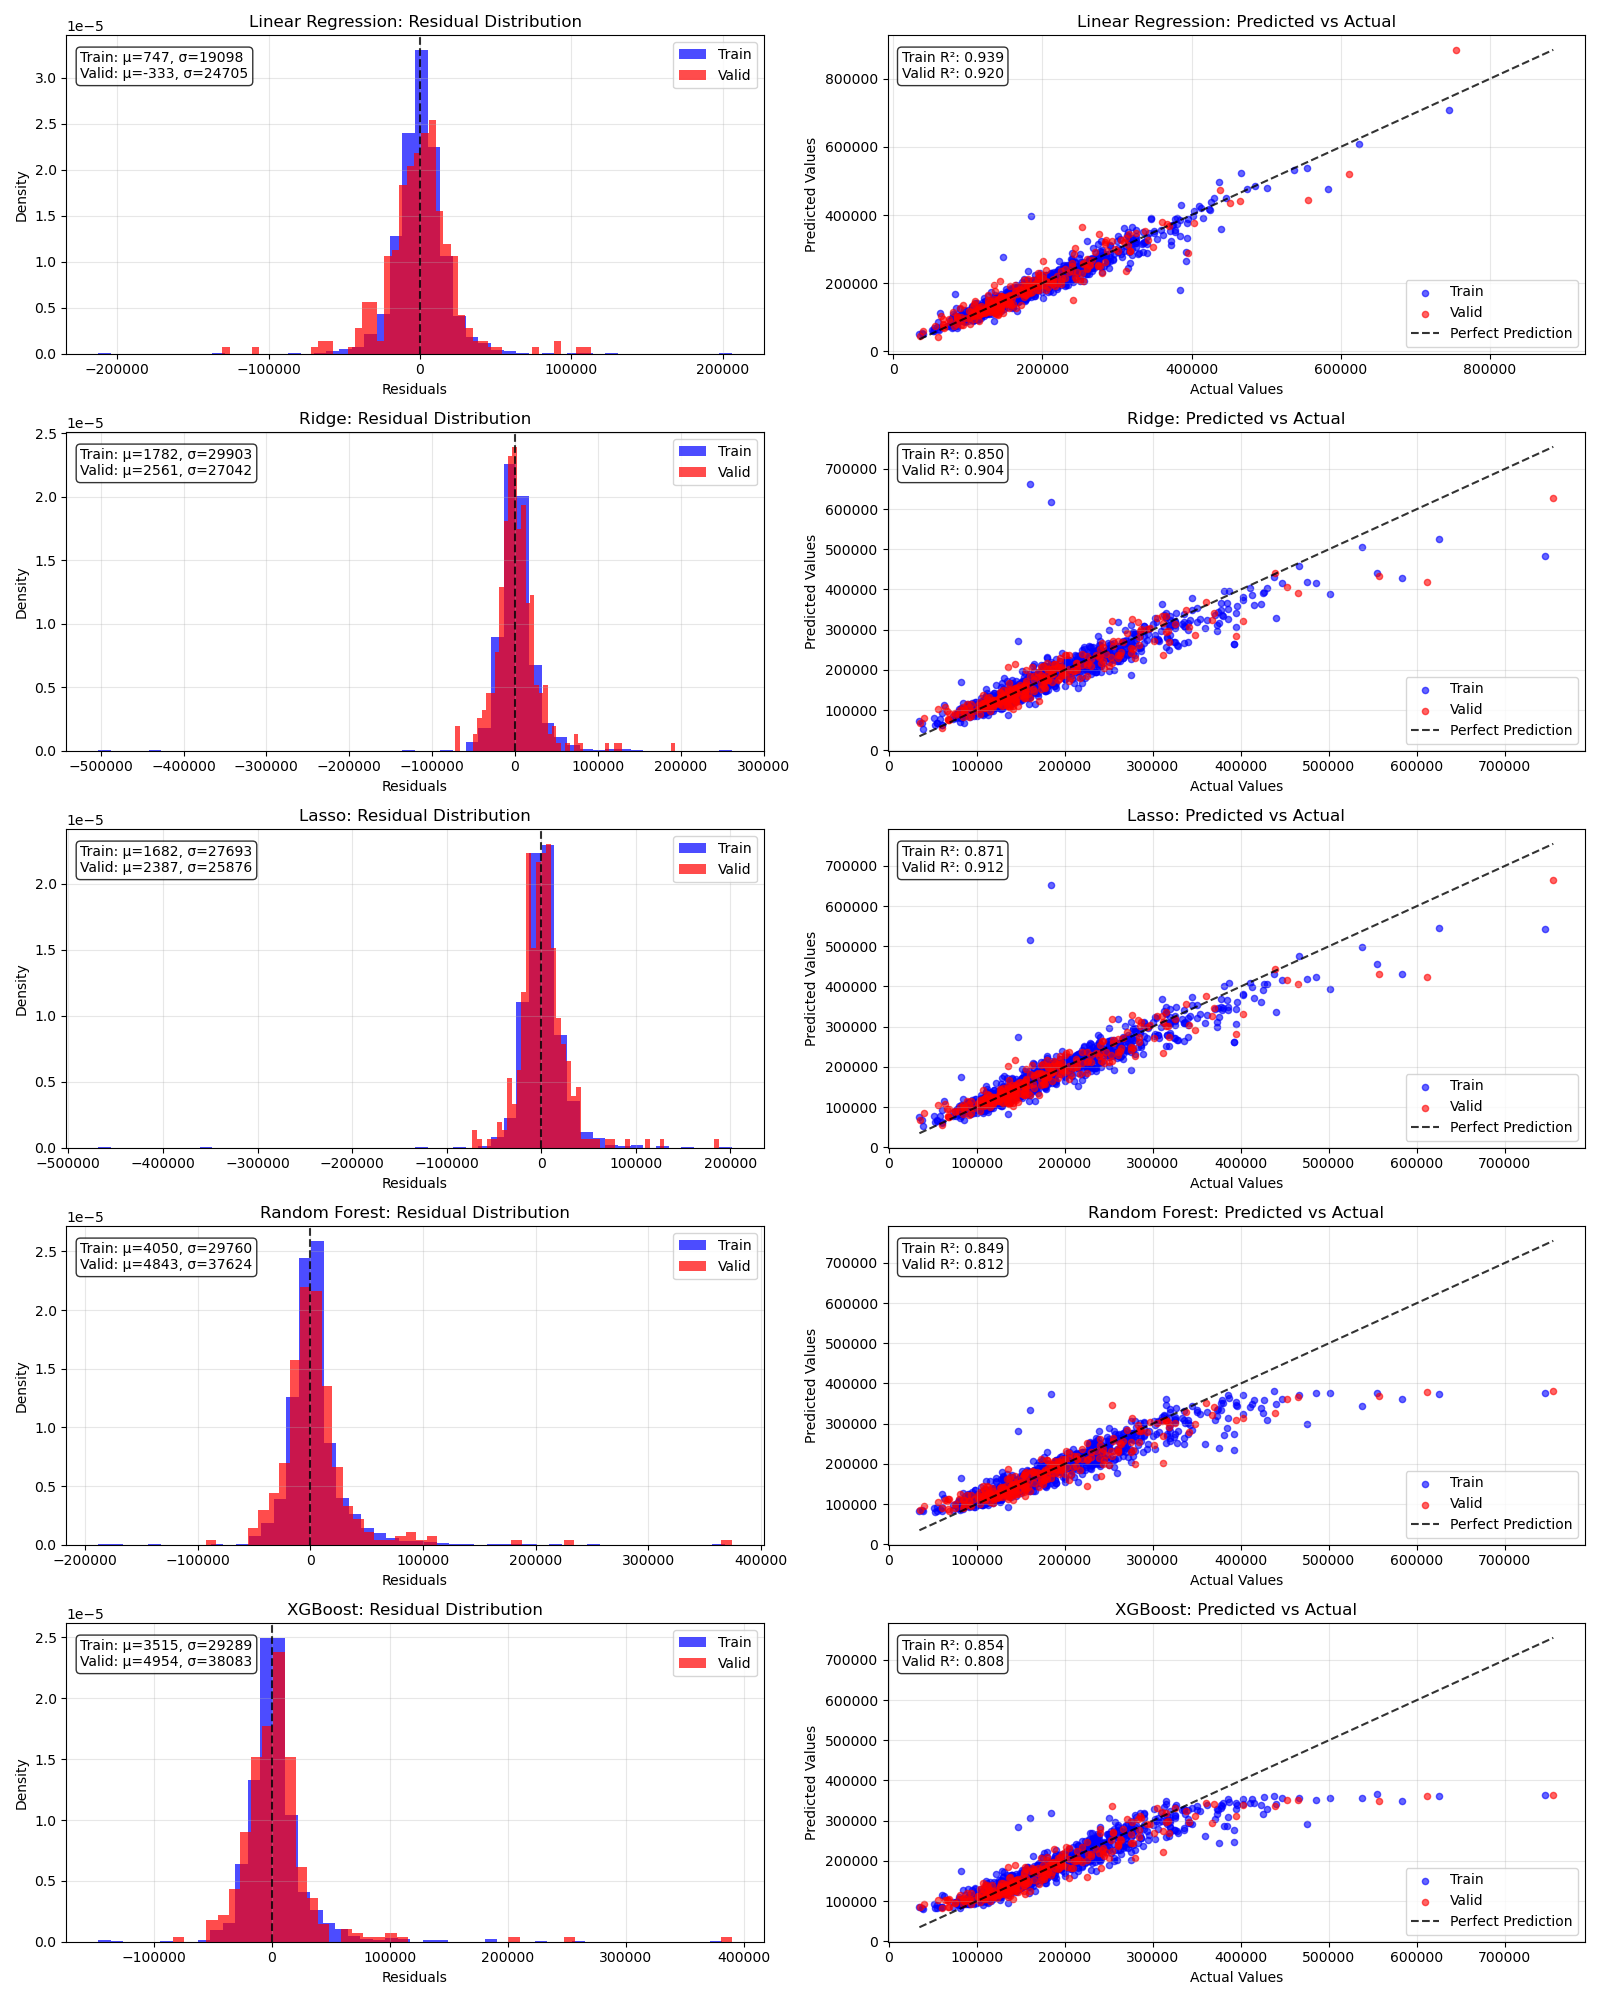 Linear Regression: Residual Distribution
1e−5
Train: μ=747, σ=19098
Valid: μ=-333, σ=24705
Train
Valid
3.0
2.5
2.0
1.5
1.0
0.5
0.0
Density
−200000 −100000 0 100000 200000
Residuals
Linear Regression: Predicted vs Actual
Train R²: 0.939
Valid R²: 0.920
800000
600000
400000
200000
0
Predicted Values
Train
Valid
Perfect Prediction
0 200000 400000 600000 800000
Actual Values
Ridge: Residual Distribution
1e−5
Train: μ=1782, σ=29903
Valid: μ=2561, σ=27042
Train
Valid
2.5
2.0
1.5
1.0
0.5
0.0
Density
−500000 −400000 −300000 −200000 −100000 0 100000 200000 300000
Residuals
Ridge: Predicted vs Actual
Train R²: 0.850
Valid R²: 0.904
700000
600000
500000
400000
300000
200000
100000
0
Predicted Values
Train
Valid
Perfect Prediction
0 100000 200000 300000 400000 500000 600000 700000
Actual Values
Lasso: Residual Distribution
1e−5
Train: μ=1682, σ=27693
Valid: μ=2387, σ=25876
Train
Valid
2.0
1.5
1.0
0.5
0.0
Density
−500000 −400000 −300000 −200000 −100000 0 100000 200000
Residuals
Lasso: Predicted vs Actual
Train R²: 0.871
Valid R²: 0.912
700000
600000
500000
400000
300000
200000
100000
0
Predicted Values
Train
Valid
Perfect Prediction
0 100000 200000 300000 400000 500000 600000 700000
Actual Values
Random Forest: Residual Distribution
1e−5
Train: μ=4050, σ=29760
Valid: μ=4843, σ=37624
Train
Valid
2.5
2.0
1.5
1.0
0.5
0.0
Density
−200000 −100000 0 100000 200000 300000 400000
Residuals
Random Forest: Predicted vs Actual
Train R²: 0.849
Valid R²: 0.812
700000
600000
500000
400000
300000
200000
100000
0
Predicted Values
Train
Valid
Perfect Prediction
0 100000 200000 300000 400000 500000 600000 700000
Actual Values
XGBoost: Residual Distribution
1e−5
Train: μ=3515, σ=29289
Valid: μ=4954, σ=38083
Train
Valid
2.5
2.0
1.5
1.0
0.5
0.0
Density
−100000 0 100000 200000 300000 400000
Residuals
XGBoost: Predicted vs Actual
Train R²: 0.854
Valid R²: 0.808
700000
600000
500000
400000
300000
200000
100000
0
Predicted Values
Train
Valid
Perfect Prediction
0 100000 200000 300000 400000 500000 600000 700000
Actual Values